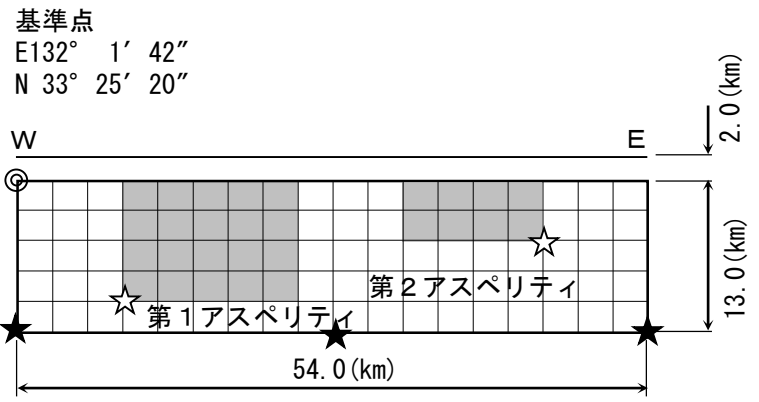 基準点
E132° 1′ 42″
N 33° 25′ 20″
2.0(km)
W
E
13.0(km)
第2アスペリティ
第1アスペリティ
54.0(km)